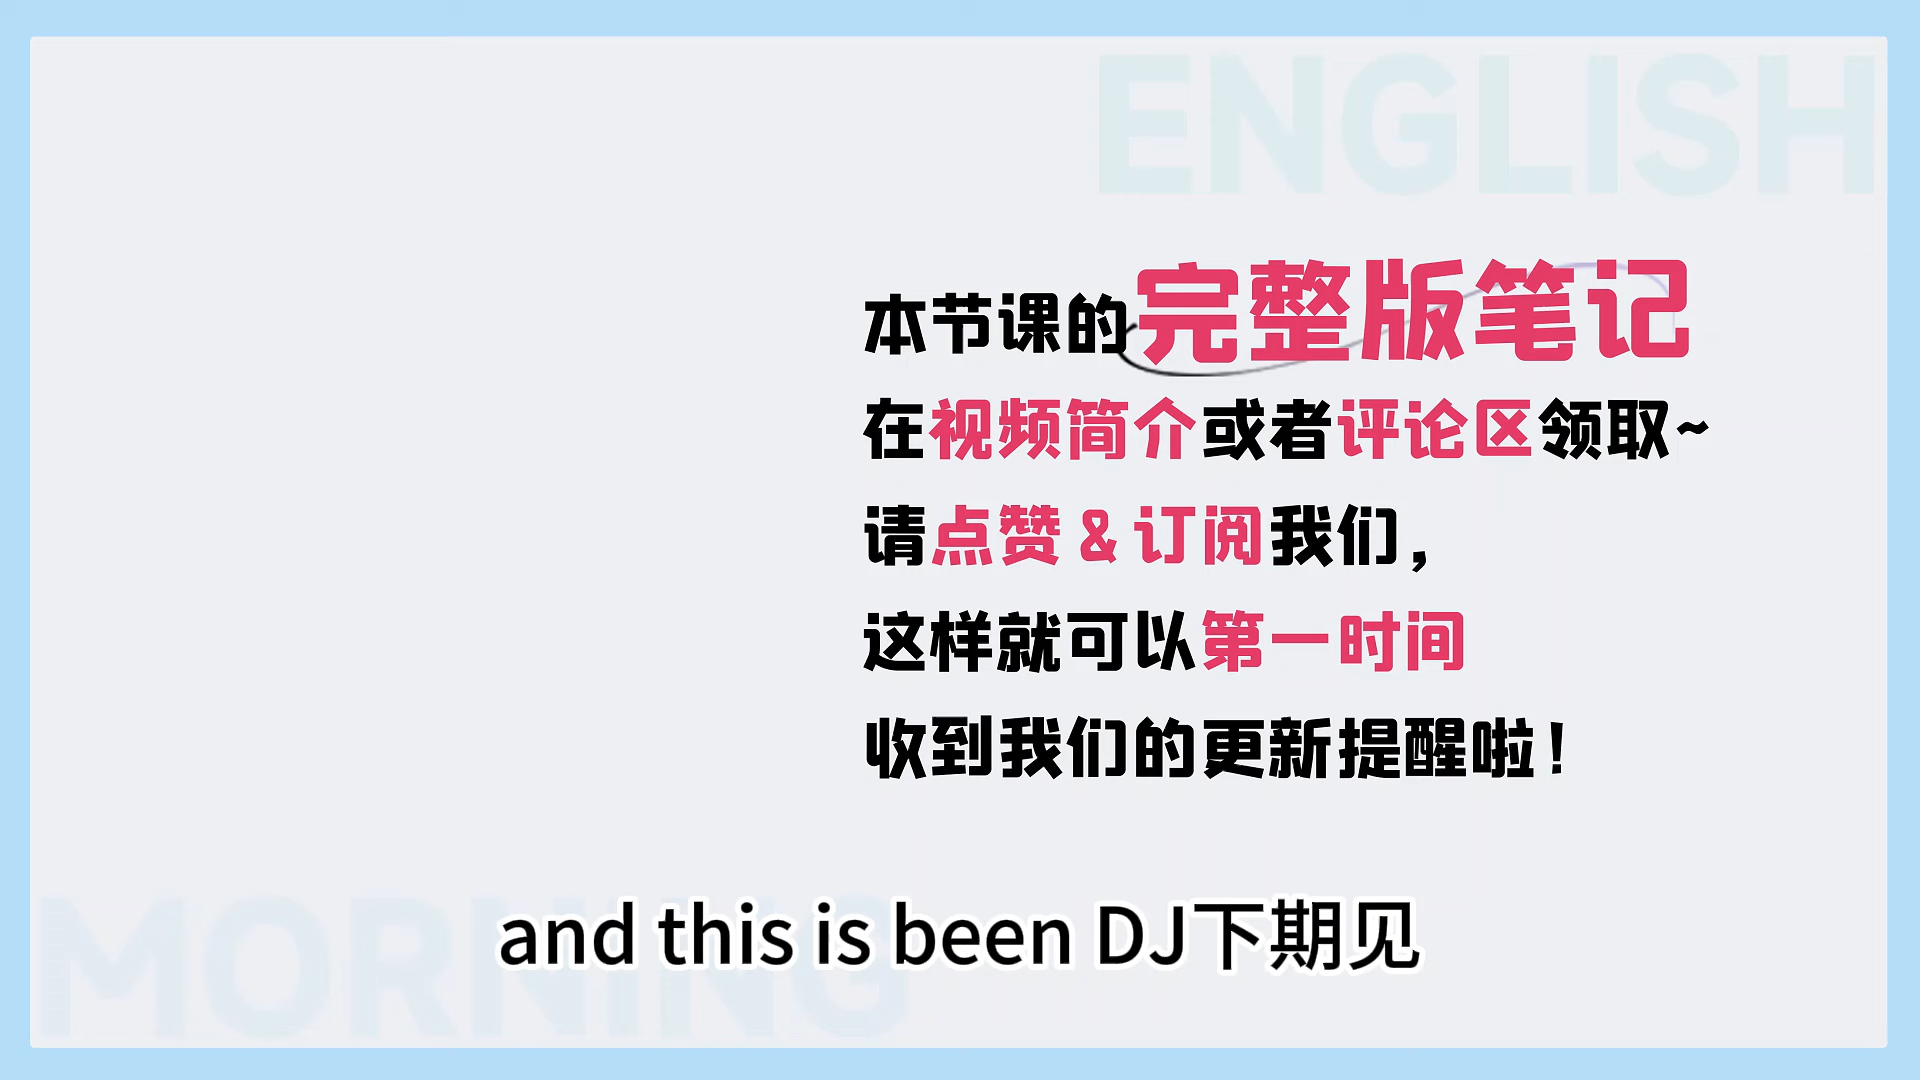 ENGLISH
本节课的完整版笔记
在视频简介或者评论区领取~
请点赞&订阅我们，
这样就可以第一时间
收到我们的更新提醒啦！
and this is been DJ下期见
MORNING